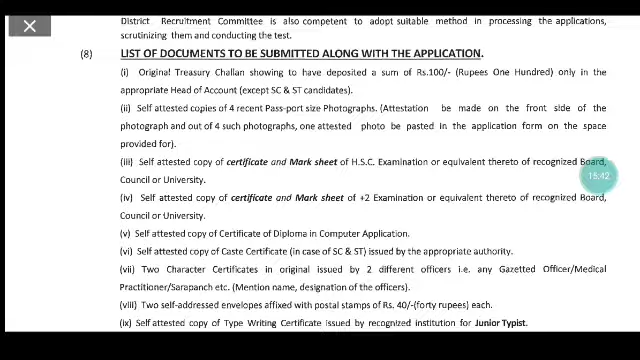 District Recruitment Committee is also competent to adopt suitable method in processing the applications,
scrutinizing them and conducting the test.
(8) LIST OF DOCUMENTS TO BE SUBMITTED ALONG WITH THE APPLICATION.
(i) Original Treasury Challan showing to have deposited a sum of Rs.100/- (Rupees One Hundred) only in the
appropriate Head of Account (except SC & ST candidates).
(ii) Self attested copies of 4 recent Pass-port size Photographs. (Attestation be made on the front side of the
photograph and out of 4 such photographs, one attested photo be pasted in the application form on the space
provided for).
(iii) Self attested copy of certificate and Mark sheet of H.S.C. Examination or equivalent thereto of recognized Board,
Council or University.
15:42
(iv) Self attested copy of certificate and Mark sheet of +2 Examination or equivalent thereto of recognized Board,
Council or University.
(v) Self attested copy of Certificate of Diploma in Computer Application.
(vi) Self attested copy of Caste Certificate (in case of SC & ST) issued by the appropriate authority.
(vii) Two Character Certificates in original issued by 2 different officers i.e. any Gazetted Officer/Medical
Practitioner/Sarapanch etc. (Mention name, designation of the officers).
(viii) Two self-addressed envelopes affixed with postal stamps of Rs. 40/-(forty rupees) each.
(ix) Self attested copy of Type Writing Certificate issued by recognized institution for Junior Typist.